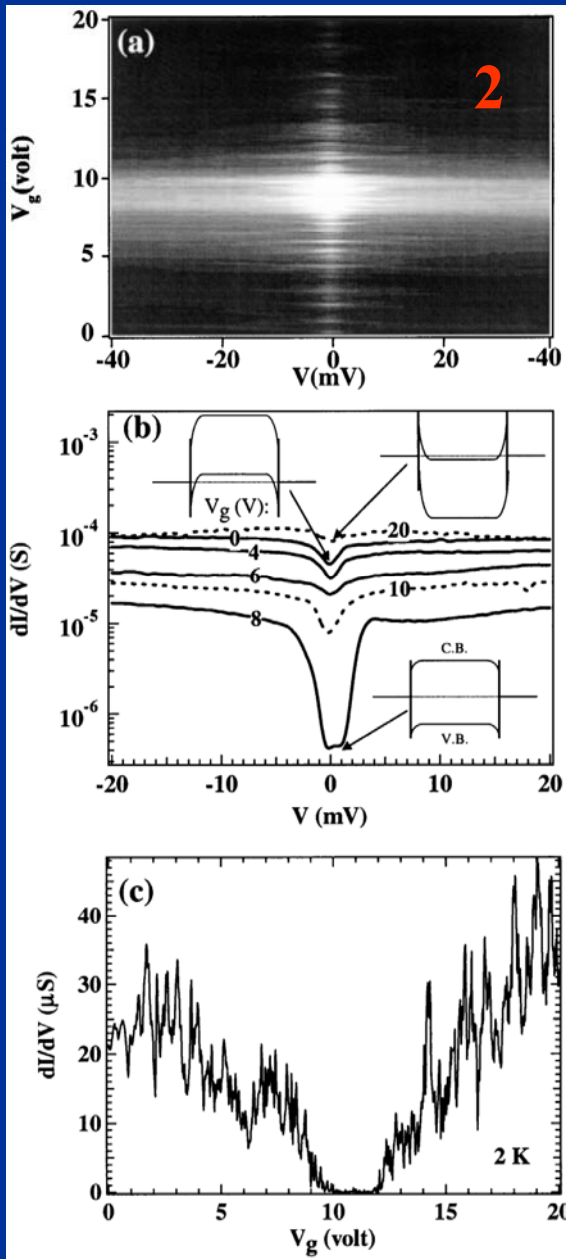 (a)
2
20
15
10
5
0
V_g(volt)
-40 -20 0 20 -40
V(mV)
(b)
10^-3
10^-4
10^-5
10^-6
dI/dV (S)
V_g (V):
0
20
4
6
10
8
C.B.
V.B.
-20 -10 0 10 20
V (mV)
(c)
40
30
20
10
0
dI/dV (μS)
2 K
0 5 10 15 20
V_g (volt)